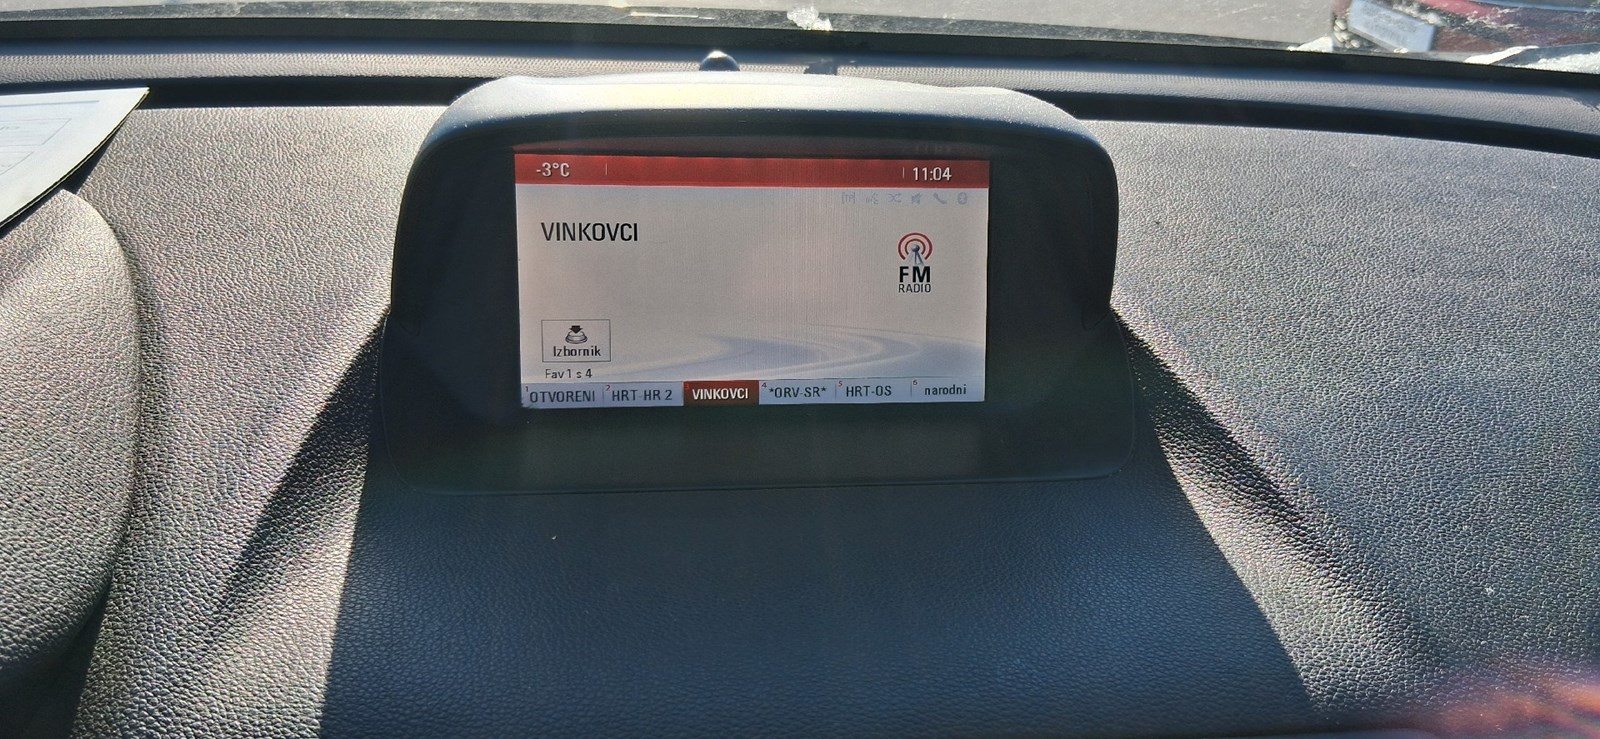 -3°C
11:04
VINKOVCI
FM
RADIO
Izbornik
Fav 1 s 4
1 OTVORENI 2 HRT-HR 2 3 VINKOVCI 4 *ORV-SR* 5 HRT-OS 6 narodni